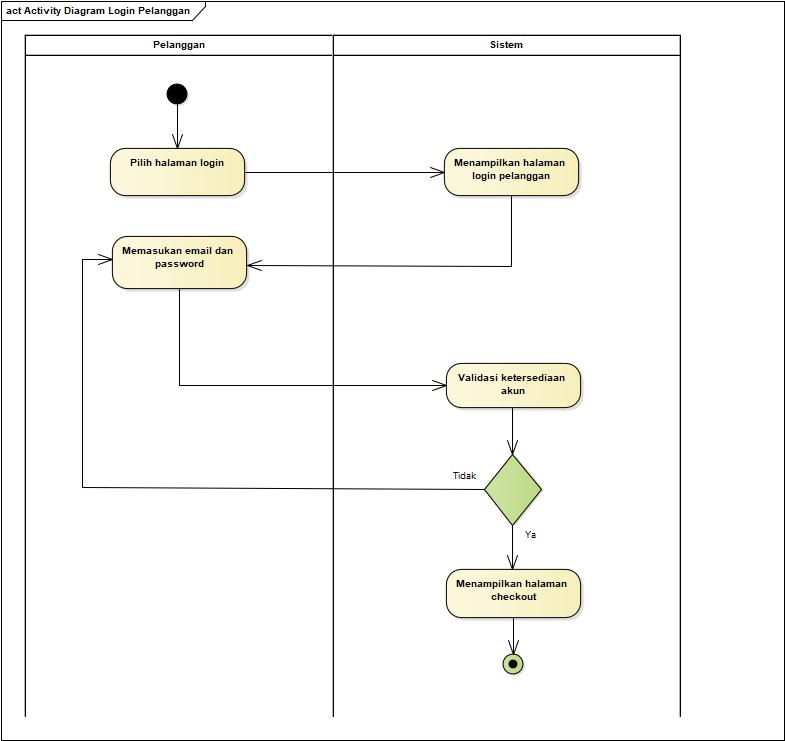 act Activity Diagram Login Pelanggan
Pelanggan
Sistem
Pilih halaman login
Menampilkan halaman
login pelanggan
Memasukan email dan
password
Validasi ketersediaan
akun
Tidak
Ya
Menampilkan halaman
checkout